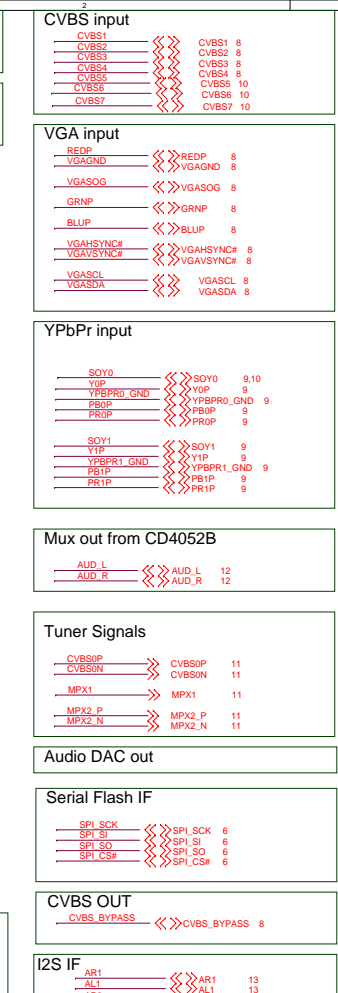 2
CVBS input
CVBS1 CVBS1 8
CVBS2 CVBS2 8
CVBS3 CVBS3 8
CVBS4 CVBS4 8
CVBS5 CVBS5 10
CVBS6 CVBS6 10
CVBS7 CVBS7 10
VGA input
REDP REDP 8
VGAGND VGAGND 8
VGASOG VGASOG 8
GRNP GRNP 8
BLUP BLUP 8
VGAHSYNC# VGAHSYNC# 8
VGAVSYNC# VGAVSYNC# 8
VGASCL VGASCL 8
VGASDA VGASDA 8
YPbPr input
SOY0 SOY0 9,10
Y0P Y0P 9
YPBPR0_GND YPBPR0_GND 9
PB0P PB0P 9
PR0P PR0P 9
SOY1 SOY1 9
Y1P Y1P 9
YPBPR1_GND YPBPR1_GND 9
PB1P PB1P 9
PR1P PR1P 9
Mux out from CD4052B
AUD_L AUD_L 12
AUD_R AUD_R 12
Tuner Signals
CVBS0P CVBS0P 11
CVBS0N CVBS0N 11
MPX1 MPX1 11
MPX2_P MPX2_P 11
MPX2_N MPX2_N 11
Audio DAC out
Serial Flash IF
SPI_SCK SPI_SCK 6
SPI_SI SPI_SI 6
SPI_SO SPI_SO 6
SPI_CS# SPI_CS# 6
CVBS OUT
CVBS_BYPASS CVBS_BYPASS 8
I2S IF
AR1 AR1 13
AL1 AL1 13